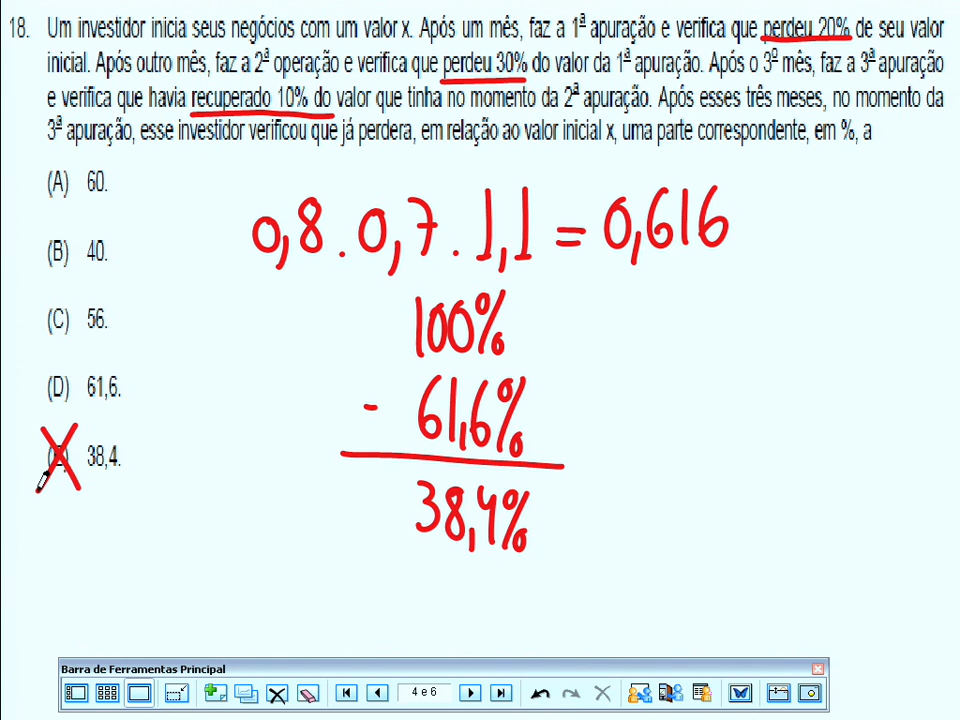 18. Um investidor inicia seus negócios com um valor x. Após um mês, faz a 1ª apuração e verifica que perdeu 20% de seu valor
inicial. Após outro mês, faz a 2ª operação e verifica que perdeu 30% do valor da 1ª apuração. Após o 3º mês, faz a 3ª apuração
e verifica que havia recuperado 10% do valor que tinha no momento da 2ª apuração. Após esses três meses, no momento da
3ª apuração, esse investidor verificou que já perdera, em relação ao valor inicial x, uma parte correspondente, em %, a
(A) 60.
0,8 . 0,7 . 1,1 = 0,616
(B) 40.
(C) 56.
100%
(D) 61,6.
- 61,6%
(E) 38,4.
38,4%
Barra de Ferramentas Principal
4 e 6